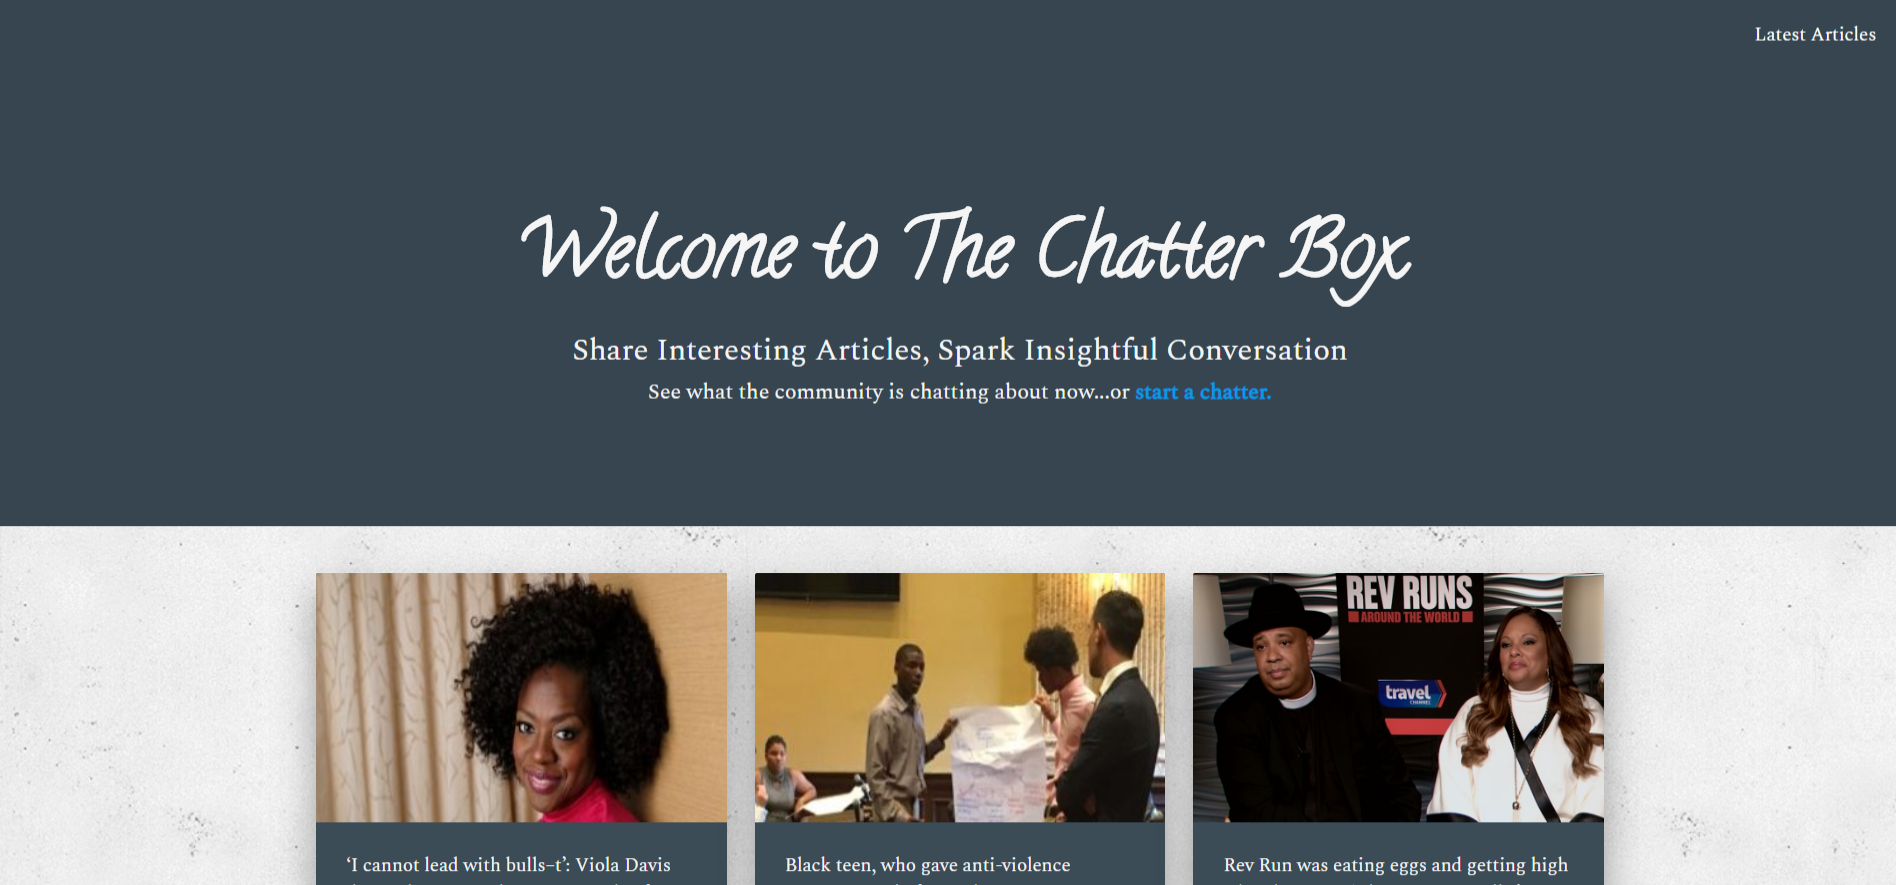 Latest Articles
Welcome to The Chatter Box
Share Interesting Articles, Spark Insightful Conversation
See what the community is chatting about now...or start a chatter.
REV RUNS
AROUND THE WORLD
travel
CHANNEL
‘I cannot lead with bulls–t’: Viola Davis
Black teen, who gave anti-violence
Rev Run was eating eggs and getting high